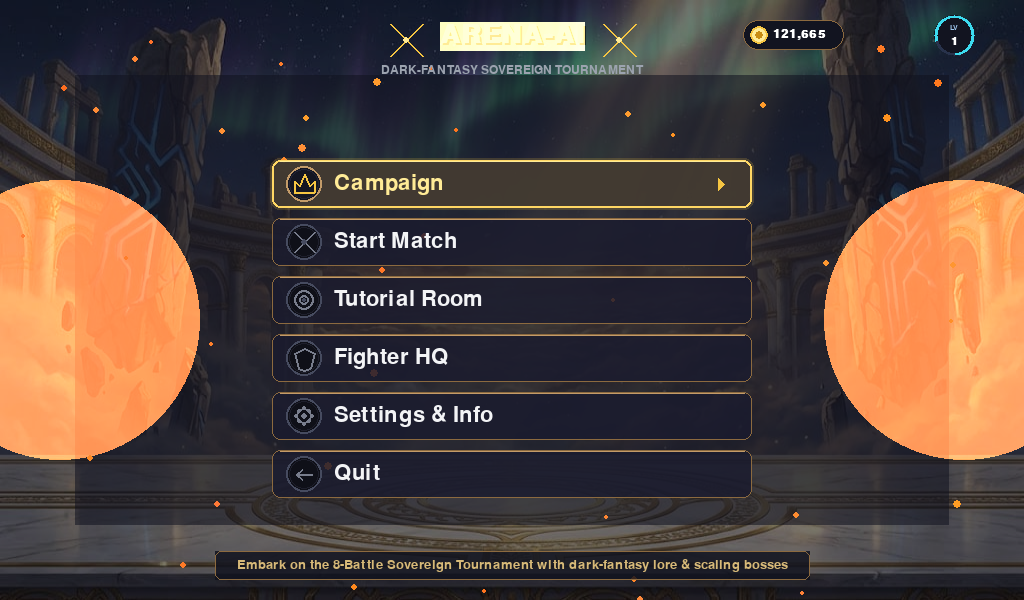 ARENA-AI
DARK-FANTASY SOVEREIGN TOURNAMENT
121,665
LV
1
Campaign
Start Match
Tutorial Room
Fighter HQ
Settings & Info
Quit
Embark on the 8-Battle Sovereign Tournament with dark-fantasy lore & scaling bosses